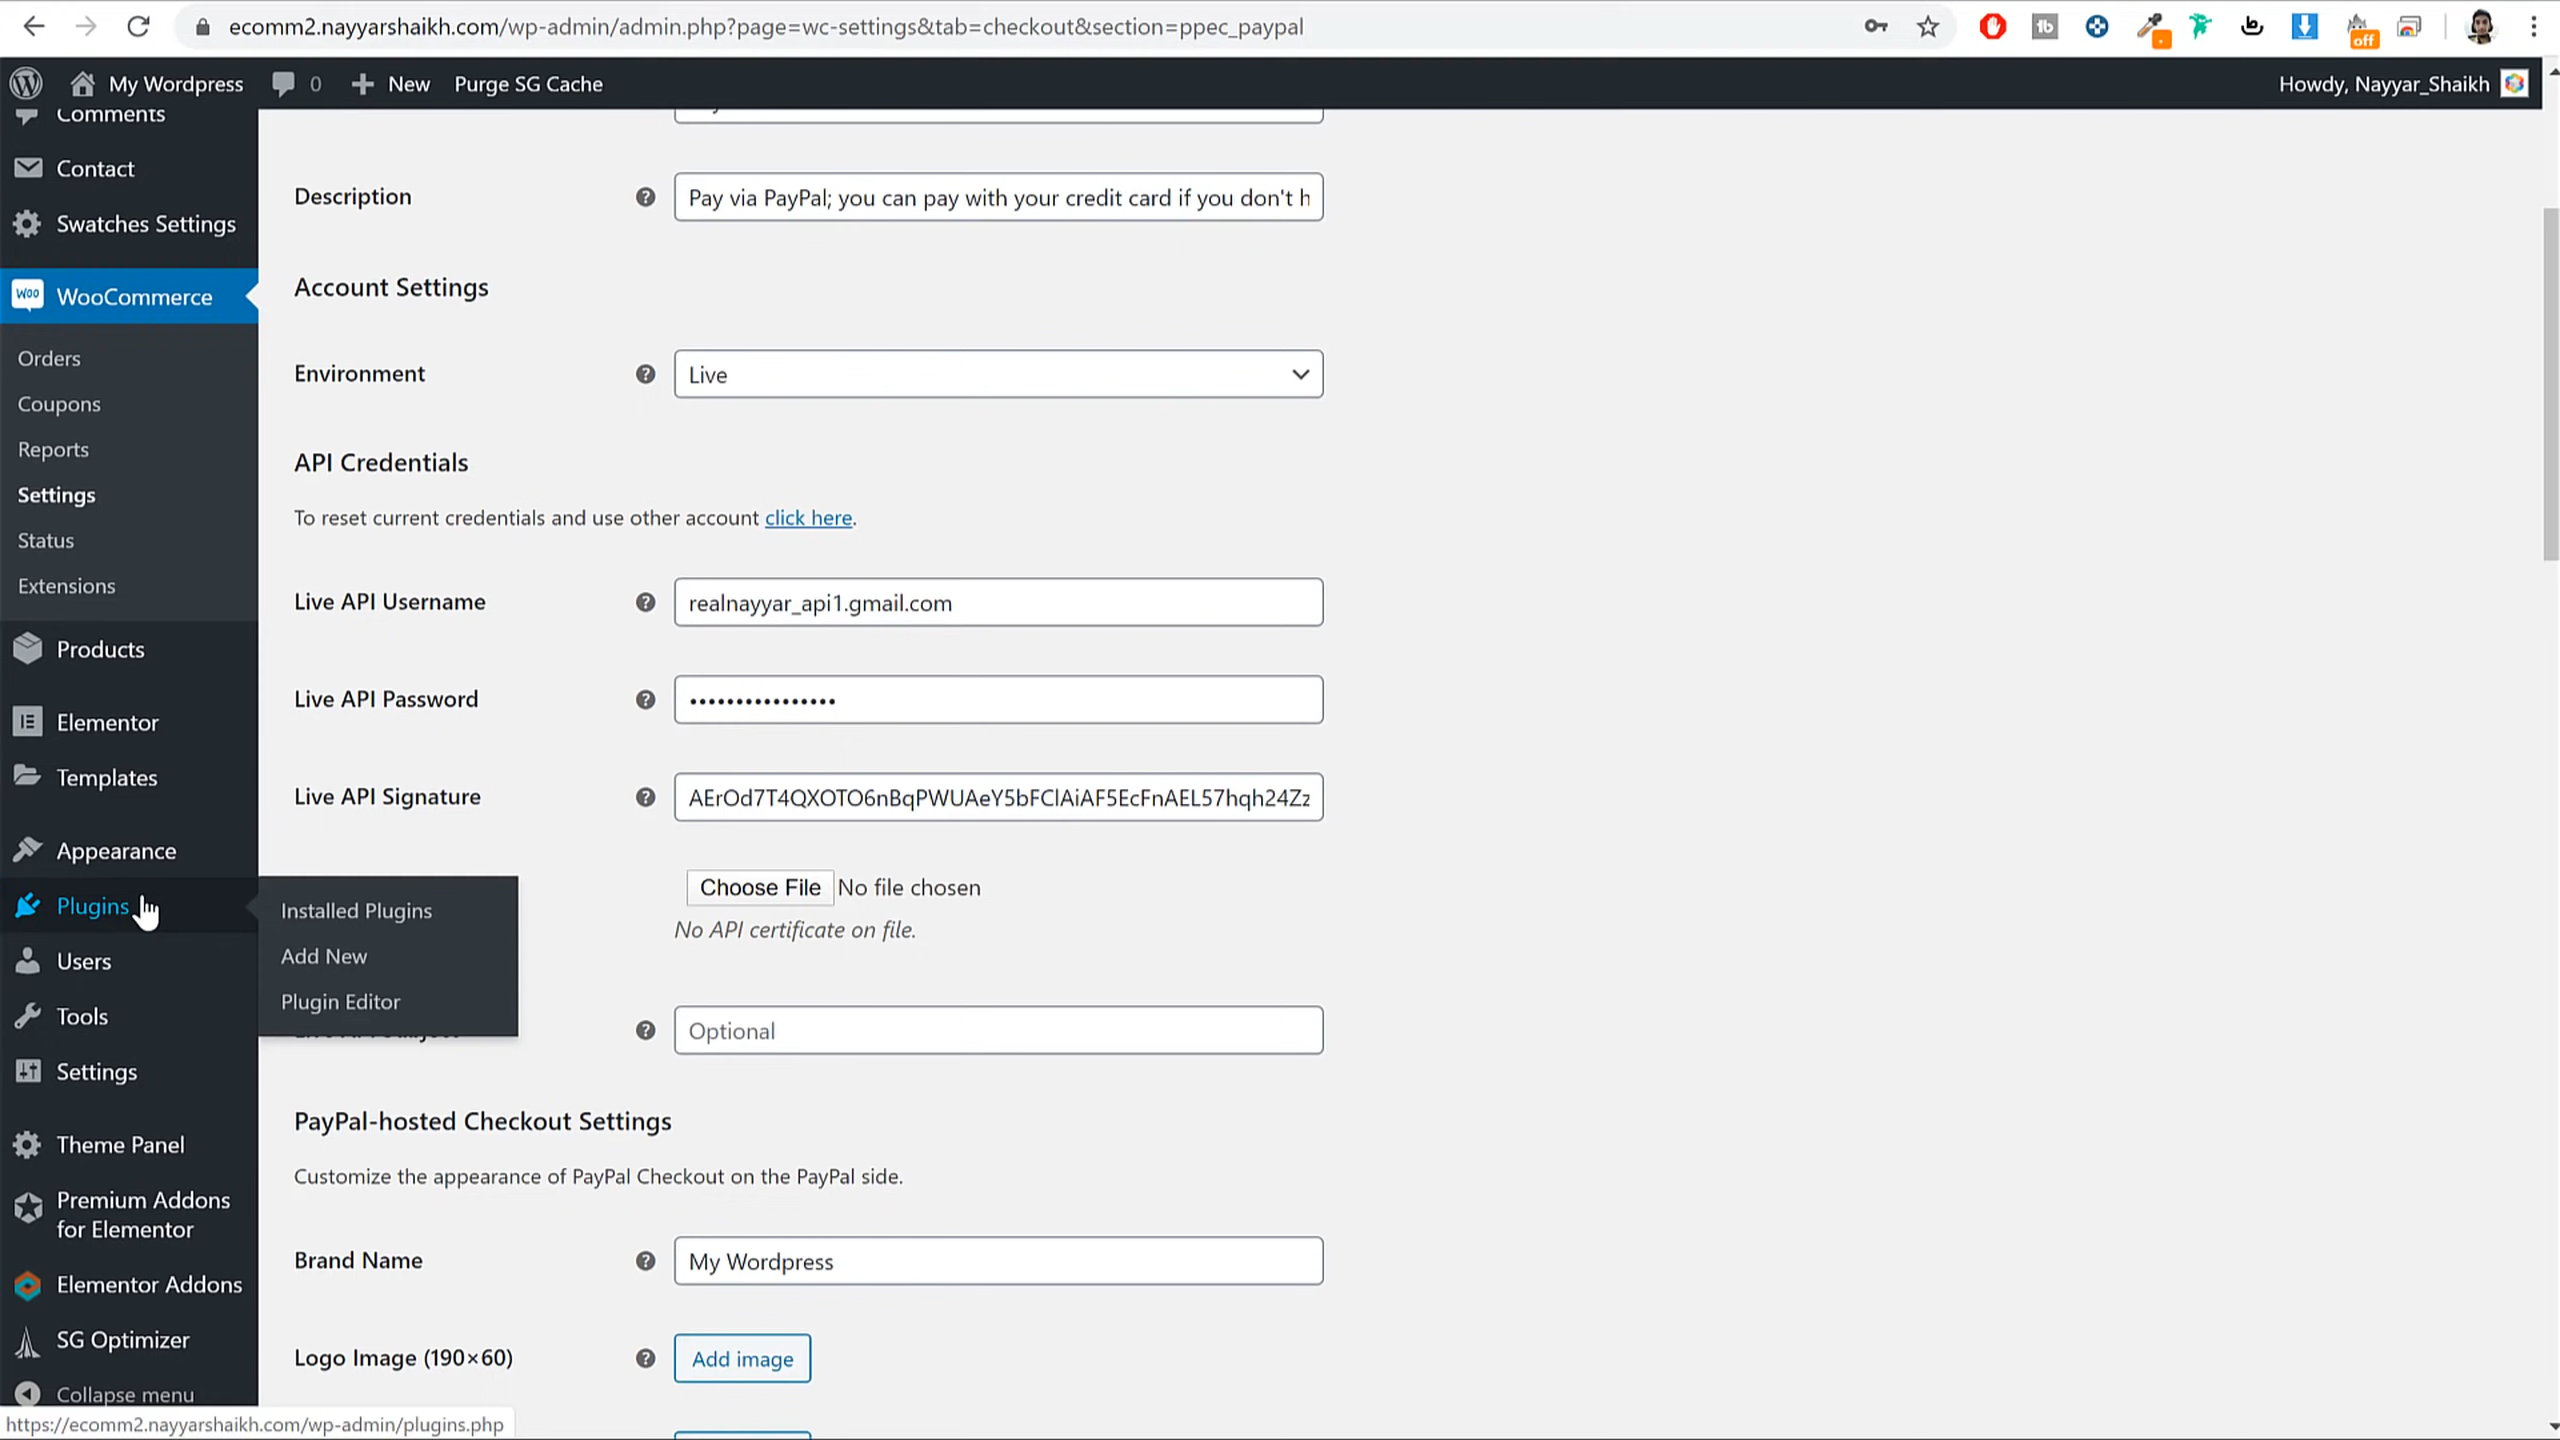 ecomm2.nayyarshaikh.com/wp-admin/admin.php?page=wc-settings&tab=checkout&section=ppec_paypal
off
My Wordpress
0
New
Purge SG Cache
Howdy, Nayyar_Shaikh
Comments
Contact
Swatches Settings
WooCommerce
Orders
Coupons
Reports
Settings
Status
Extensions
Products
Elementor
Templates
Appearance
Plugins
Installed Plugins
Add New
Plugin Editor
Users
Tools
Settings
Theme Panel
Premium Addons
for Elementor
Elementor Addons
SG Optimizer
Collapse menu
https://ecomm2.nayyarshaikh.com/wp-admin/plugins.php
Description
Pay via PayPal; you can pay with your credit card if you don't h
Account Settings
Environment
Live
API Credentials
To reset current credentials and use other account click here.
Live API Username
realnayyar_api1.gmail.com
Live API Password
••••••••••••••••
Live API Signature
AErOd7T4QXOTO6nBqPWUAeY5bFClAiAF5EcFnAEL57hqh24Zz
Choose File No file chosen
No API certificate on file.
Optional
PayPal-hosted Checkout Settings
Customize the appearance of PayPal Checkout on the PayPal side.
Brand Name
My Wordpress
Logo Image (190×60)
Add image